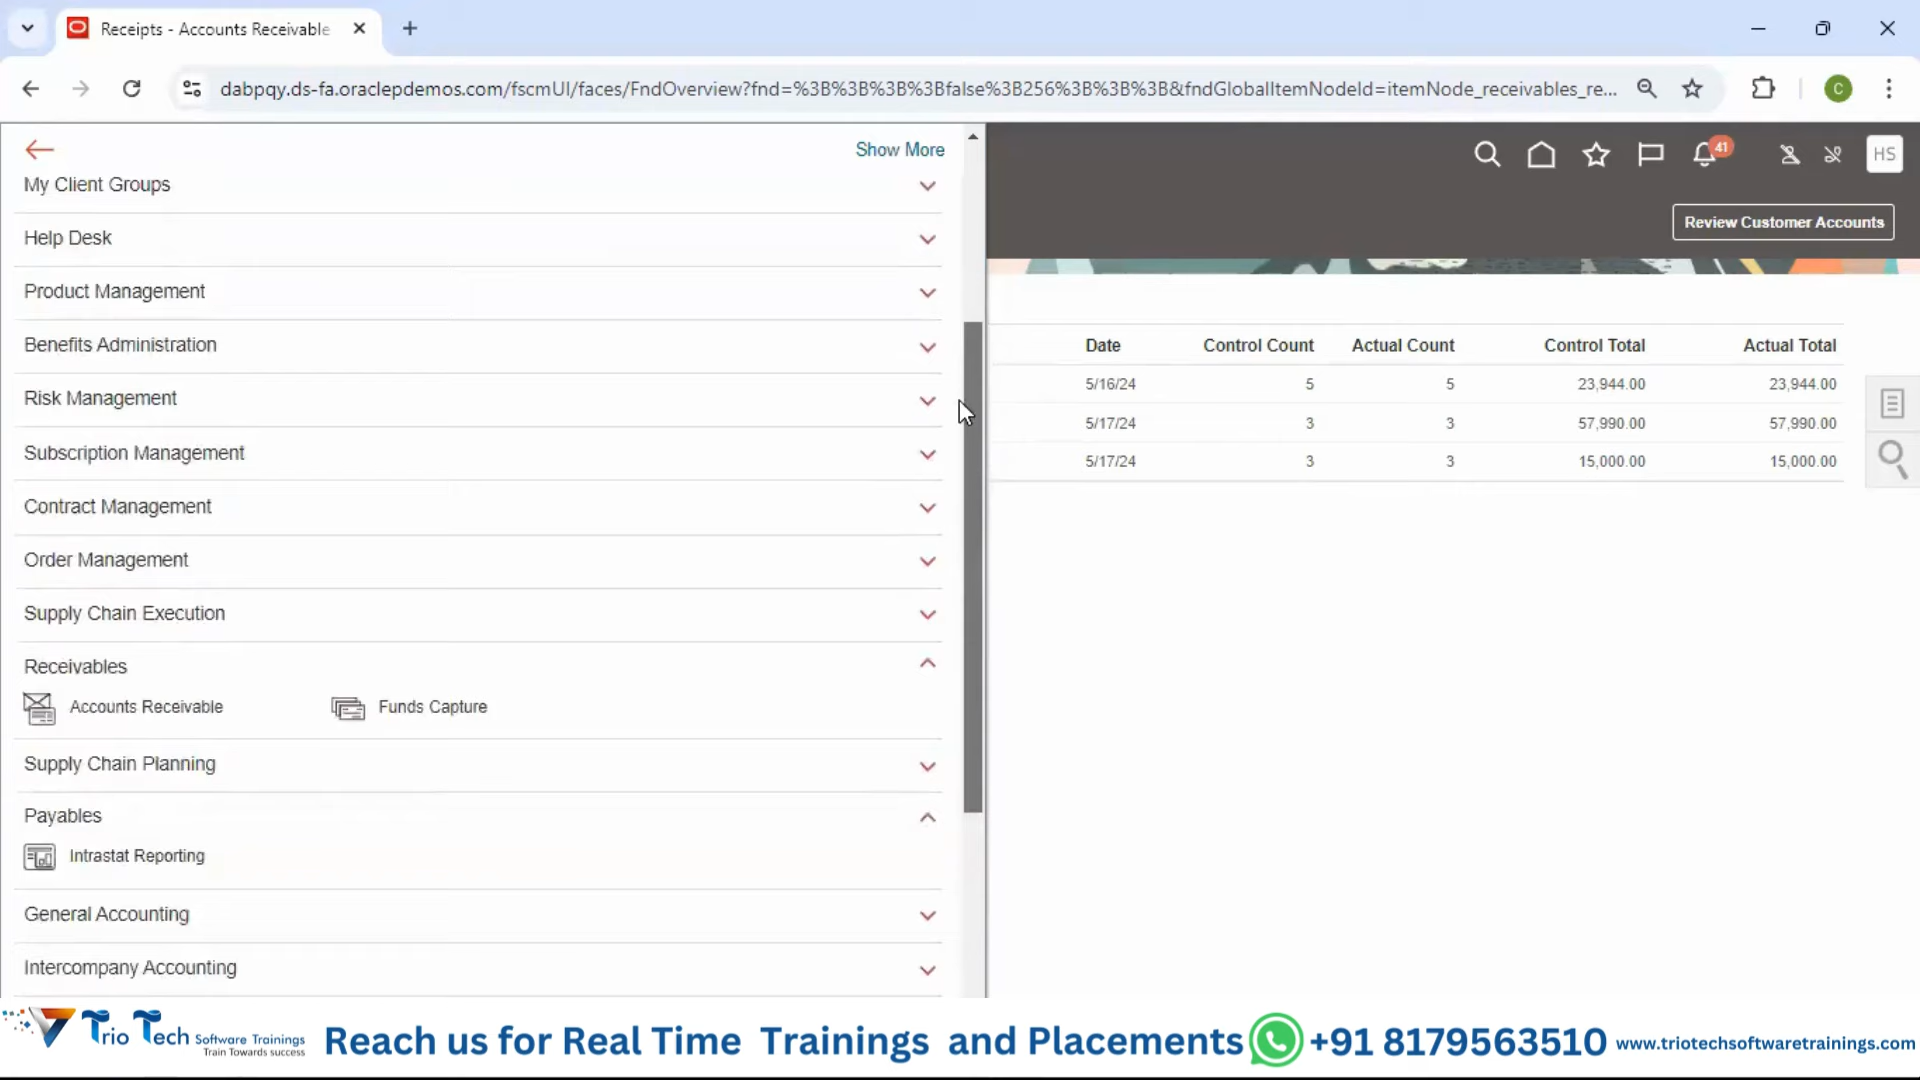 Receipts - Accounts Receivable
dabpqy.ds-fa.oraclepdemos.com/fscmUI/faces/FndOverview?fnd=%3B%3B%3B%3Bfalse%3B256%3B%3B%3B&fndGlobalItemNodeId=itemNode_receivables_re...
C
Show More
41
HS
My Client Groups
Review Customer Accounts
Help Desk
Product Management
Benefits Administration
Risk Management
Subscription Management
Contract Management
Order Management
Supply Chain Execution
Receivables
Accounts Receivable Funds Capture
Supply Chain Planning
Payables
Intrastat Reporting
General Accounting
Intercompany Accounting
Date Control Count Actual Count Control Total Actual Total
5/16/24 5 5 23,944.00 23,944.00
5/17/24 3 3 57,990.00 57,990.00
5/17/24 3 3 15,000.00 15,000.00
Trio Tech Software Trainings
Train Towards success
Reach us for Real Time Trainings and Placements +91 8179563510 www.triotechsoftwaretrainings.com